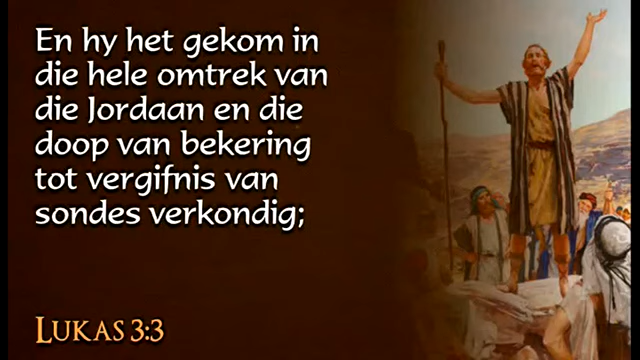 En hy het gekom in
die hele omtrek van
die Jordaan en die
doop van bekering
tot vergifnis van
sondes verkondig;
Lukas 3:3